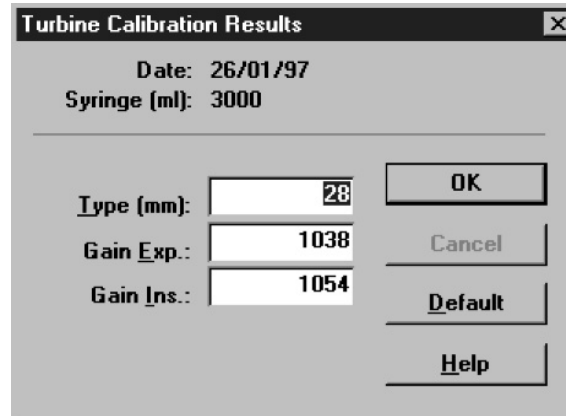 Turbine Calibration Results
Date: 26/01/97
Syringe (ml): 3000
Type (mm): 28
Gain Exp.: 1038
Gain Ins.: 1054
OK
Cancel
Default
Help